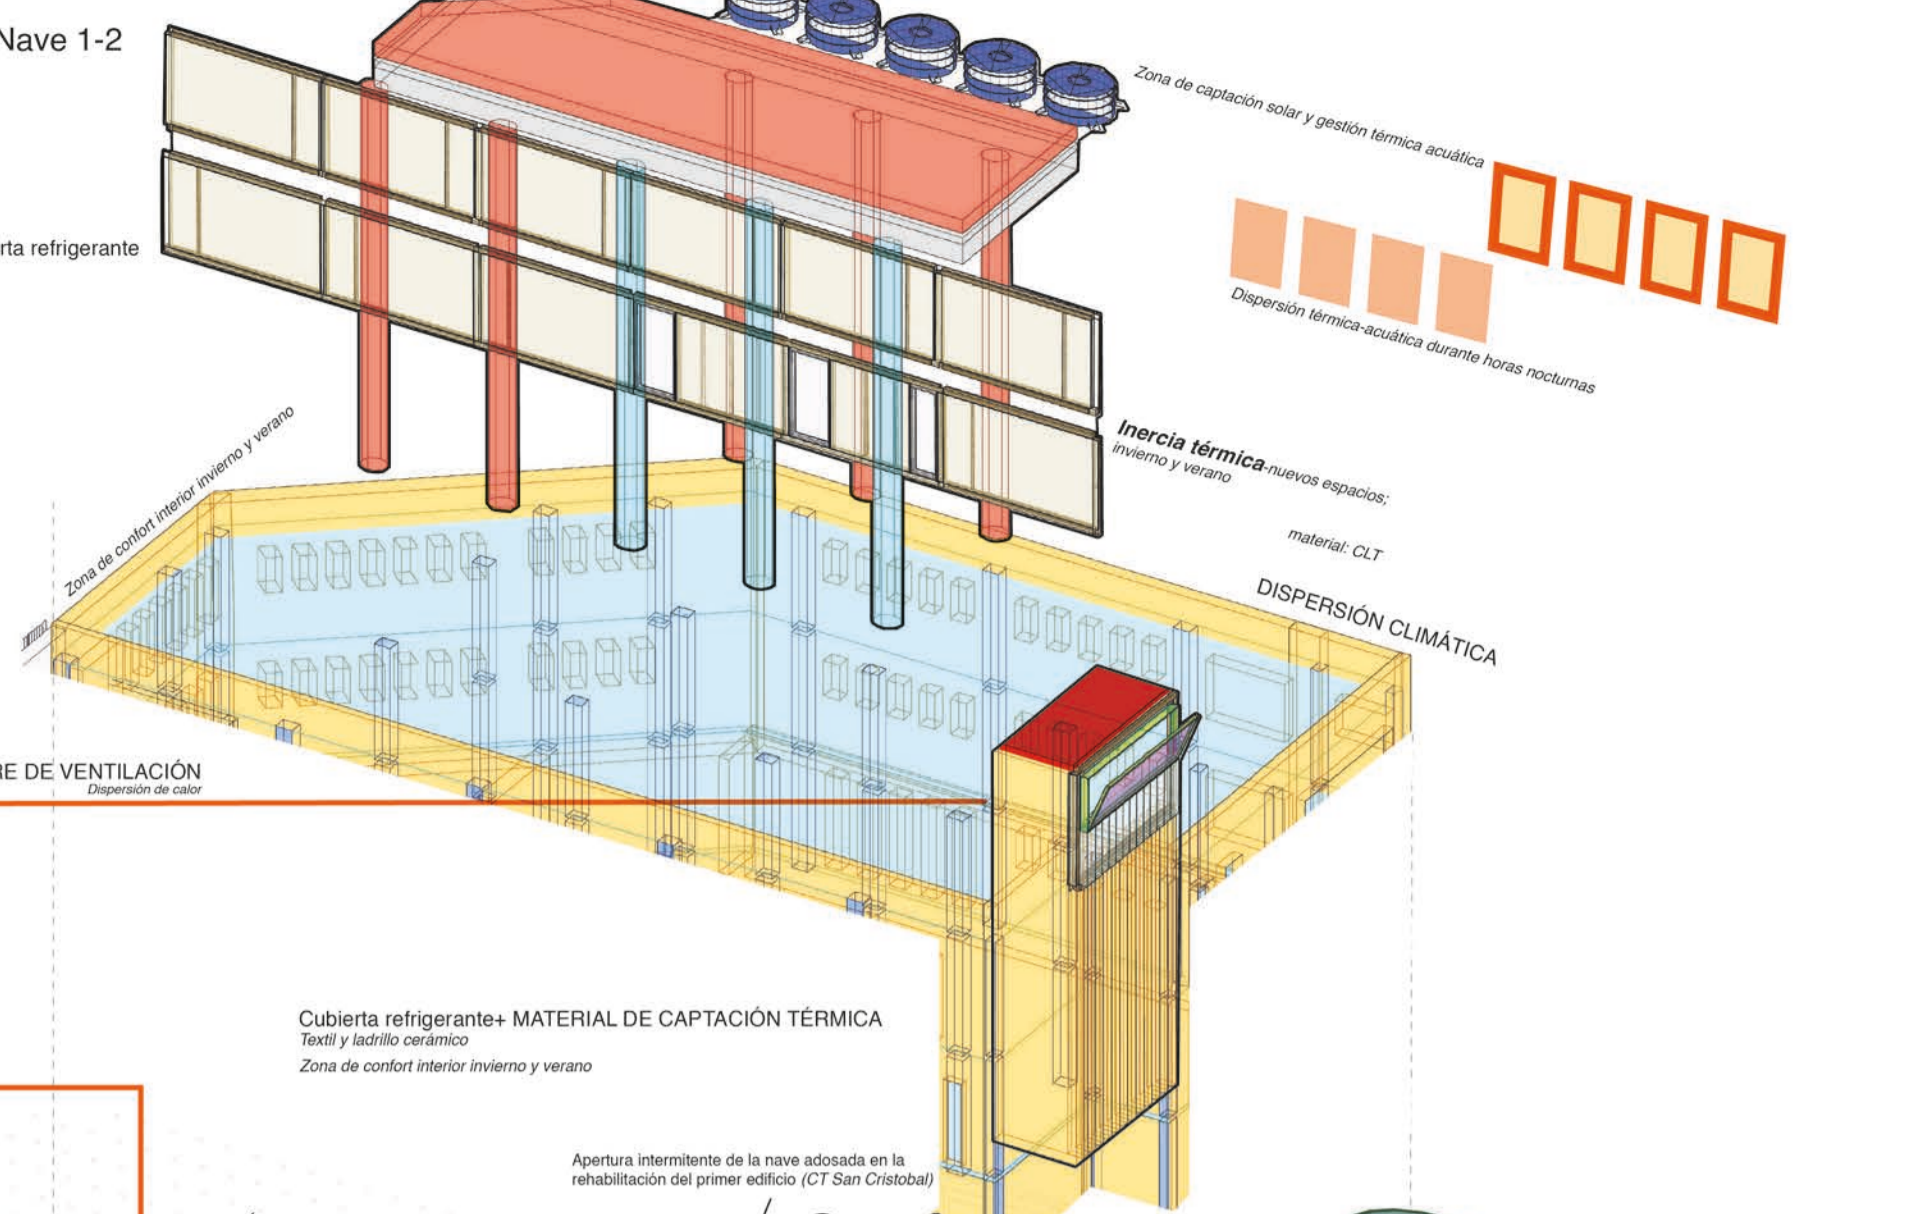 Nave 1-2
Zona de captación solar y gestión térmica acuática
rta refrigerante
Dispersión térmica-acuática durante horas nocturnas
Zona de confort interior invierno y verano
Inercia térmica-nuevos espacios;
invierno y verano
material: CLT
DISPERSIÓN CLIMÁTICA
RE DE VENTILACIÓN
Dispersión de calor
Cubierta refrigerante+ MATERIAL DE CAPTACIÓN TÉRMICA
Textil y ladrillo cerámico
Zona de confort interior invierno y verano
Apertura intermitente de la nave adosada en la
rehabilitación del primer edificio (CT San Cristobal)